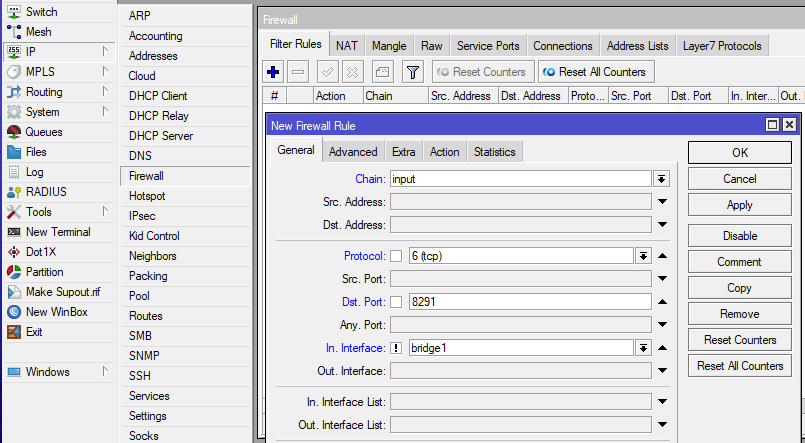 Switch
Mesh
IP
MPLS
Routing
System
Queues
Files
Log
RADIUS
Tools
New Terminal
Dot1X
Partition
Make Supout.rif
New WinBox
Exit
Windows
ARP
Accounting
Addresses
Cloud
DHCP Client
DHCP Relay
DHCP Server
DNS
Firewall
Hotspot
IPsec
Kid Control
Neighbors
Packing
Pool
Routes
SMB
SNMP
SSH
Services
Settings
Socks
Firewall
Filter Rules NAT Mangle Raw Service Ports Connections Address Lists Layer7 Protocols
Reset Counters Reset All Counters
# Action Chain Src. Address Dst. Address Proto... Src. Port Dst. Port In. Inter... Out. I
New Firewall Rule
General Advanced Extra Action Statistics
Chain: input
Src. Address:
Dst. Address:
Protocol: 6 (tcp)
Src. Port:
Dst. Port: 8291
Any. Port:
In. Interface: ! bridge1
Out. Interface:
In. Interface List:
Out. Interface List:
OK
Cancel
Apply
Disable
Comment
Copy
Remove
Reset Counters
Reset All Counters